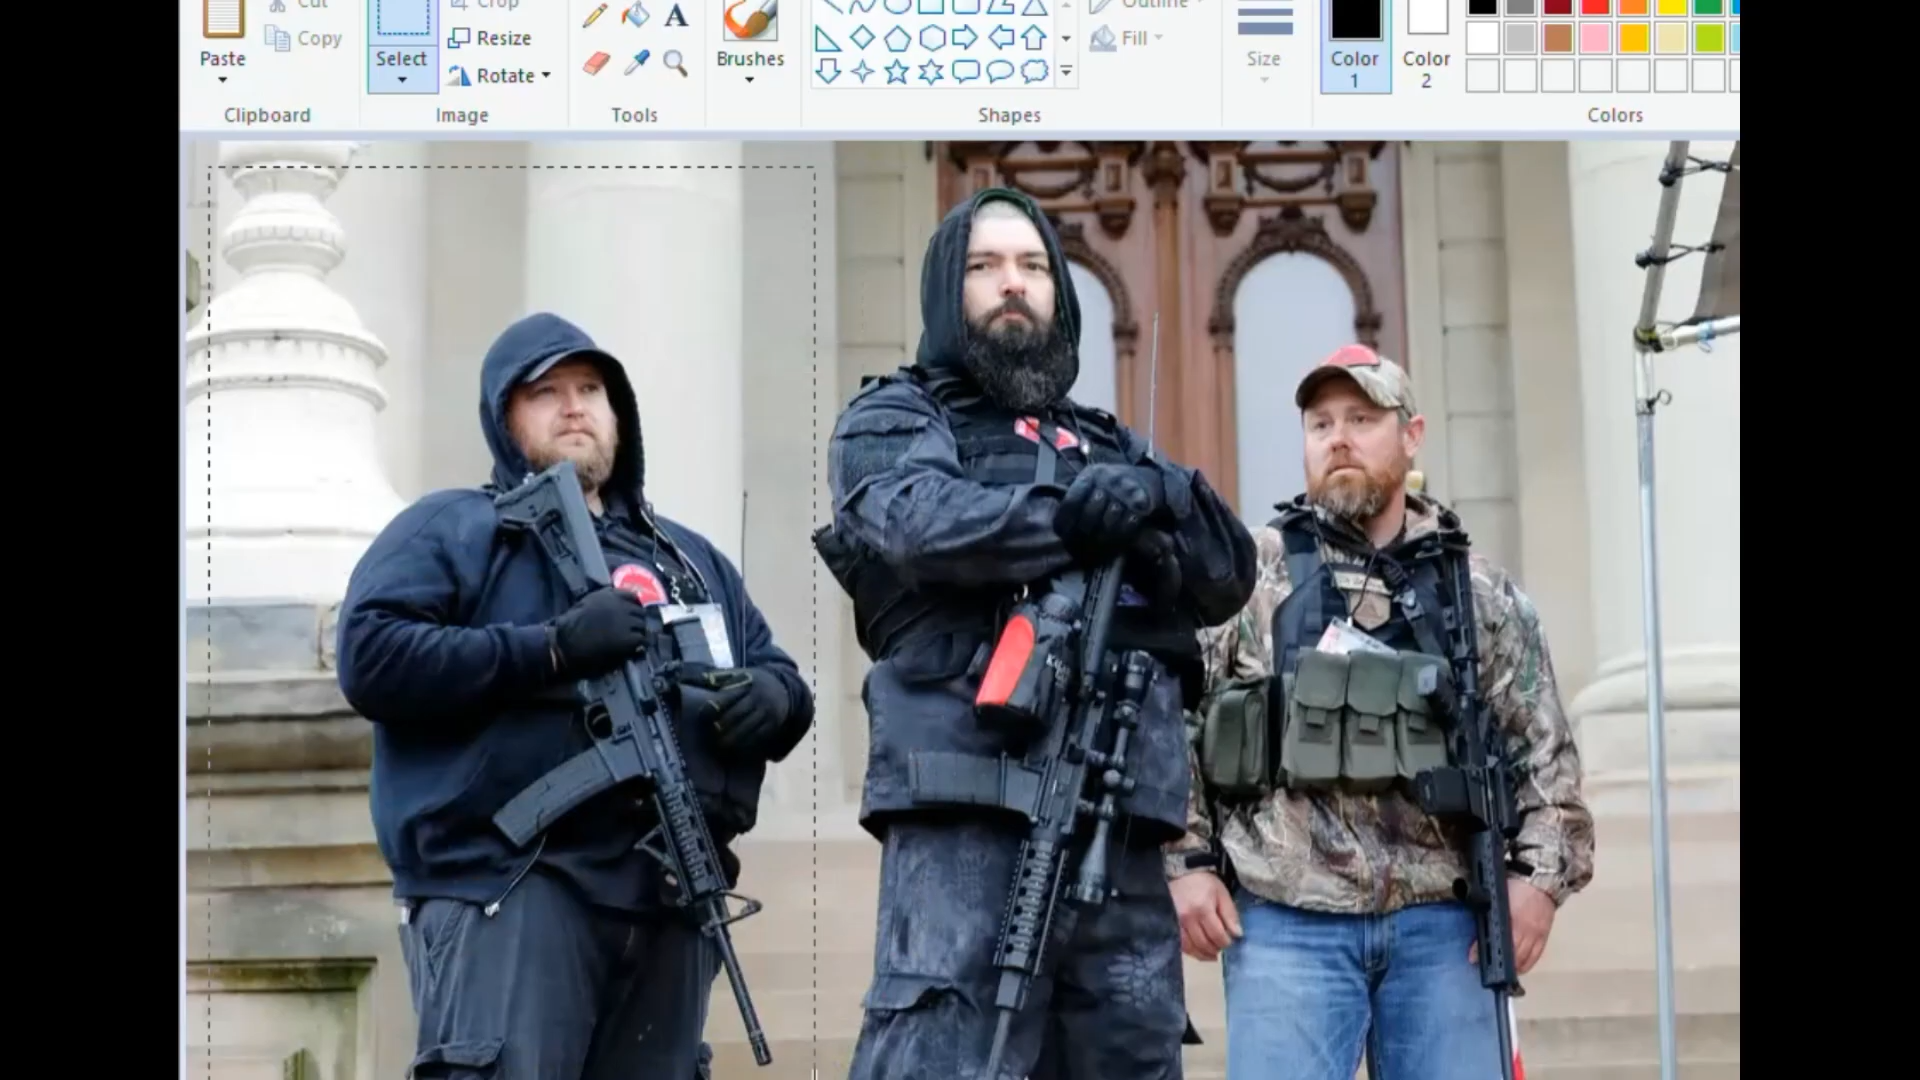 Cut
Crop
Outline
Copy
Resize
Fill
Paste
Select
Rotate
Brushes
Size
Color 1
Color 2
Clipboard
Image
Tools
Shapes
Colors